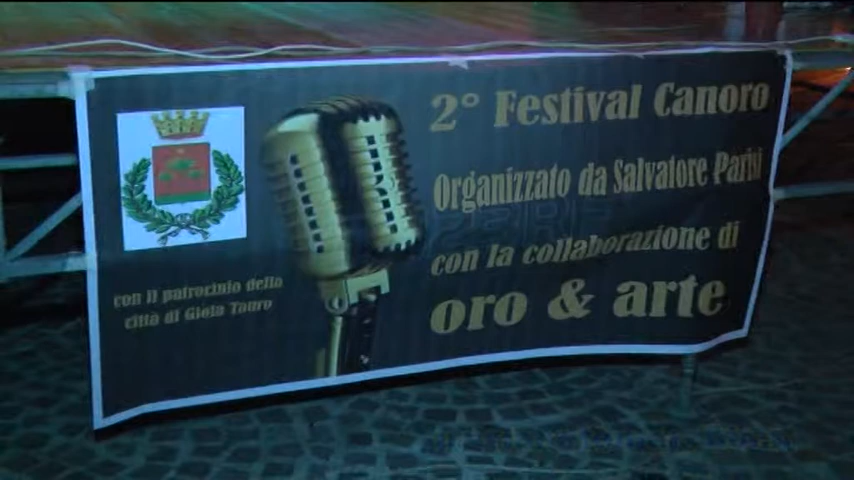 2° Festival Canoro
Organizzato da Salvatore Parisi
con la collaborazione di
oro & Arte
con il patrocinio della
città di Gioia Tauro